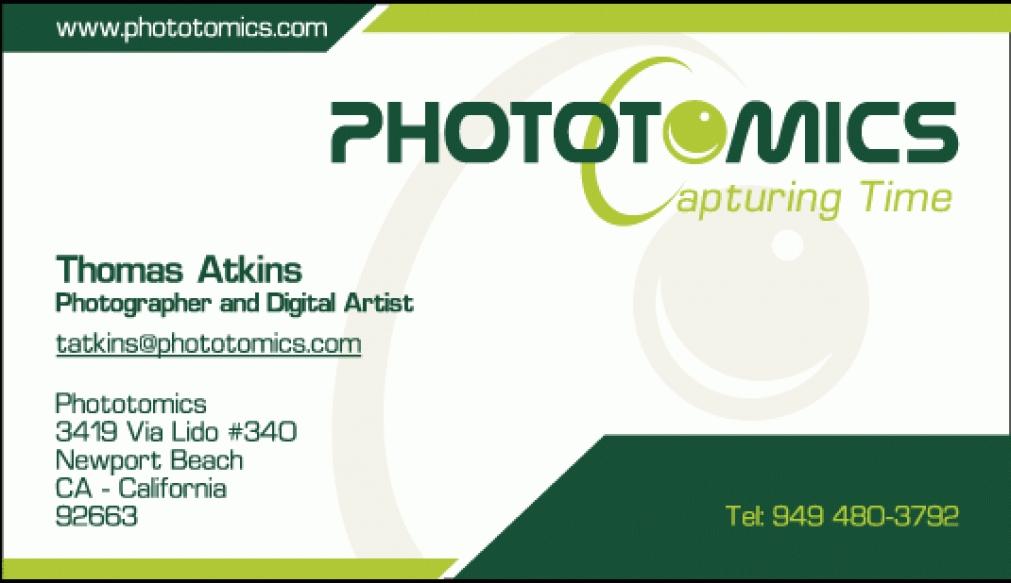 www.phototomics.com
PHOTOTOMICS
Capturing Time
Thomas Atkins
Photographer and Digital Artist
tatkins@phototomics.com
Phototomics
3419 Via Lido #340
Newport Beach
CA - California
92663
Tel: 949 480-3792